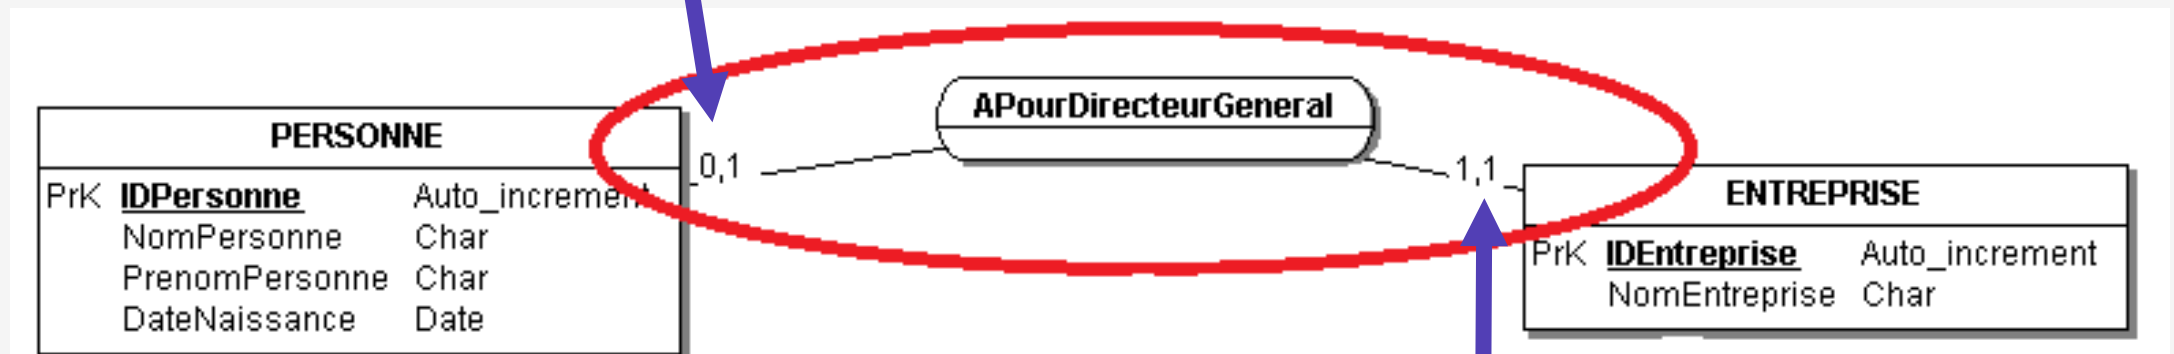 APourDirecteurGeneral
PERSONNE
0,1
1,1
PrK IDPersonne Auto_increment
NomPersonne Char
PrenomPersonne Char
DateNaissance Date
ENTREPRISE
PrK IDEntreprise Auto_increment
NomEntreprise Char